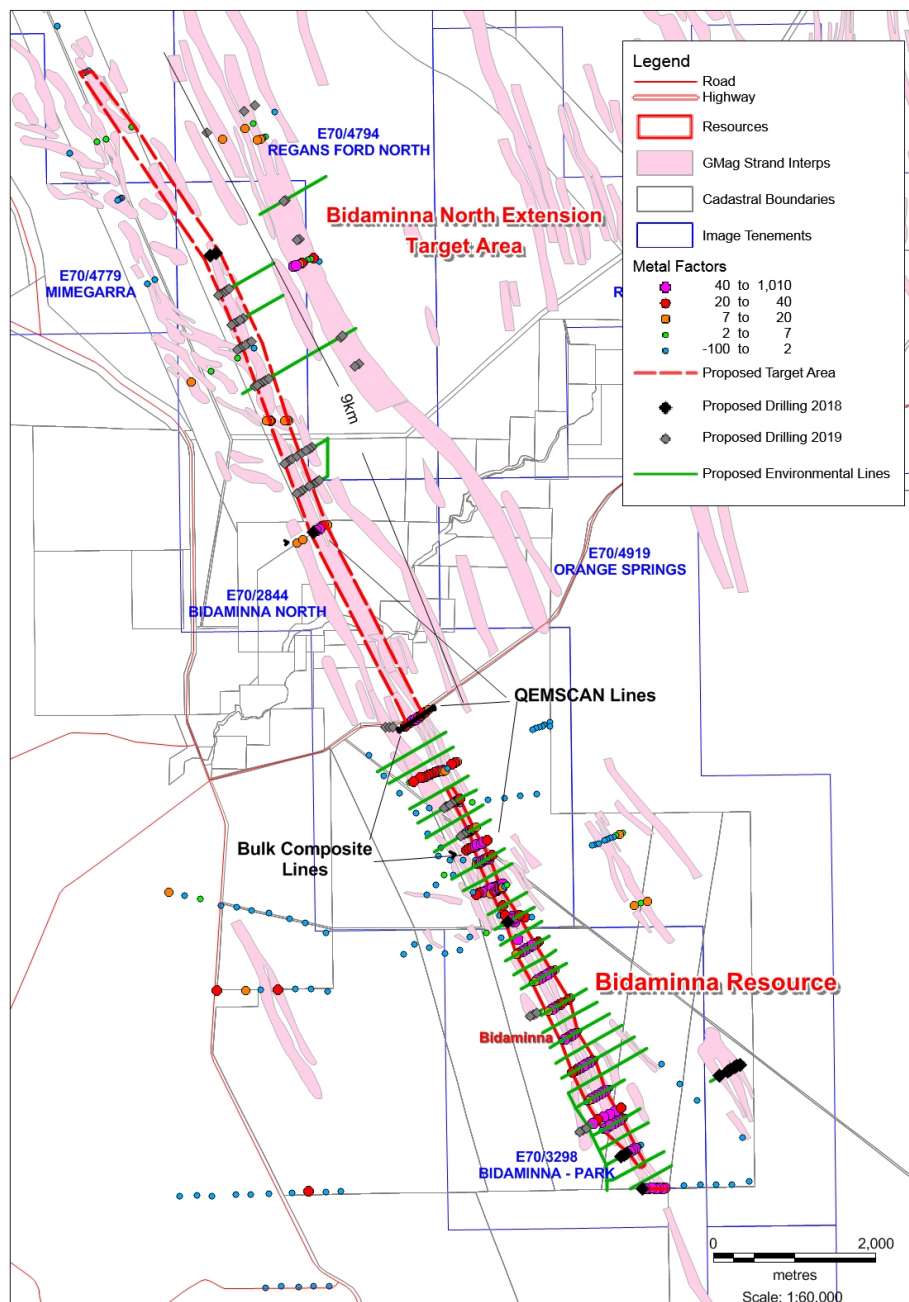 Legend
Road
Highway
Resources
GMag Strand Interps
Cadastral Boundaries
Image Tenements
Metal Factors
40 to 1,010
20 to 40
7 to 20
2 to 7
-100 to 2
Proposed Target Area
Proposed Drilling 2018
Proposed Drilling 2019
Proposed Environmental Lines
E70/4794
REGANS FORD NORTH
Bidaminna North Extension
Target Area
E70/4779
MIMEGARRA
R
9km
E70/4919
ORANGE SPRINGS
E70/2844
BIDAMINNA NORTH
QEMSCAN Lines
Bulk Composite
Lines
Bidaminna Resource
Bidaminna
E70/3298
BIDAMINNA - PARK
0 2,000
metres
Scale: 1:60,000